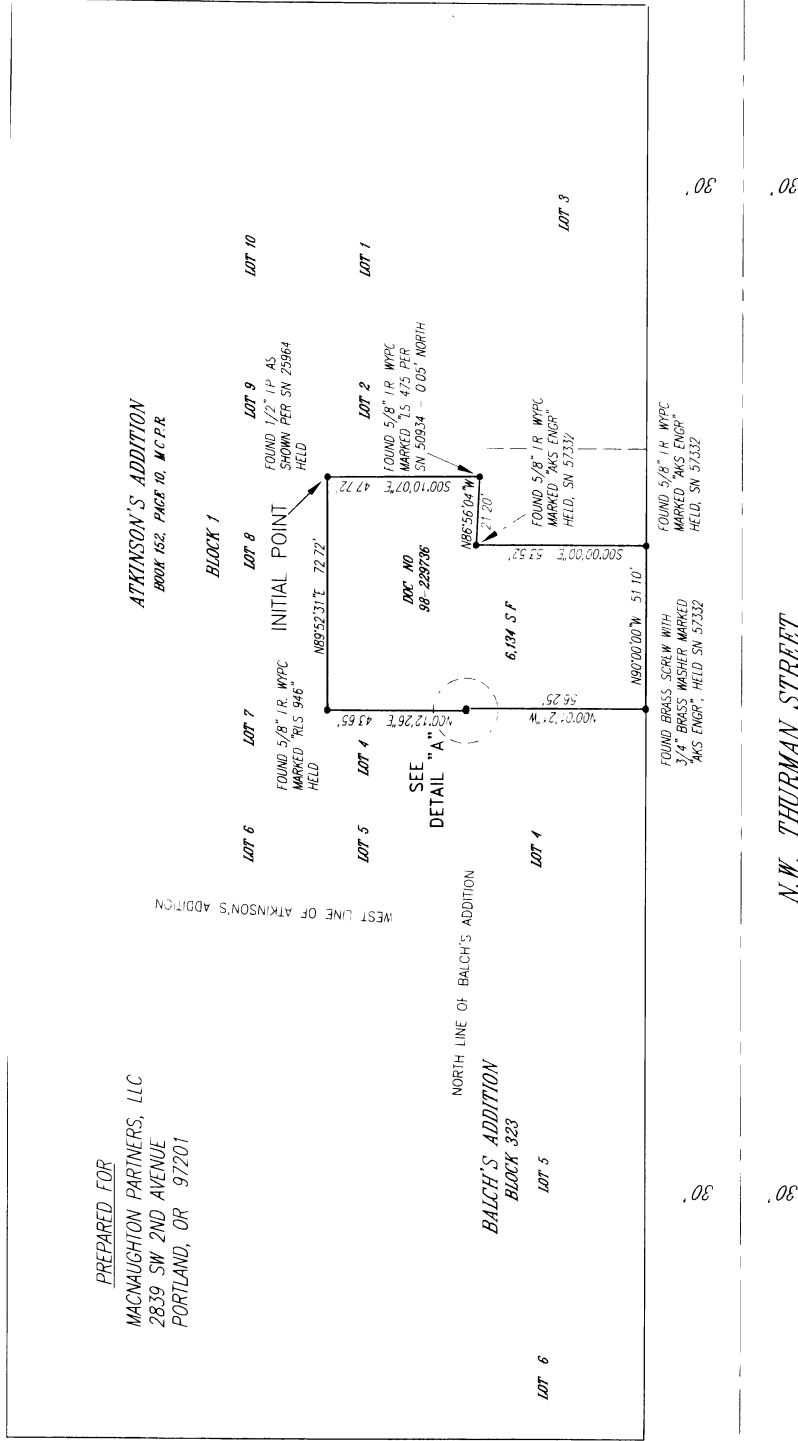 PREPARED FOR
MACNAUGHTON PARTNERS, LLC
2839 SW 2ND AVENUE
PORTLAND, OR 97201
ATKINSON'S ADDITION
BOOK 152, PAGE 10, M C P.R
BLOCK 1
WEST LINE OF ATKINSON'S ADDITION
LOT 6
LOT 7
LOT 8
LOT 9
LOT 10
FOUND 5/8" I R. WYPC
MARKED "RLS 946"
HELD
INITIAL POINT
FOUND 1/2" I P AS
SHOWN PER SN 25964
HELD
N89°52'31"E 72 72'
LOT 5
LOT 4
N00°12'26"E 43 65'
S00°10'07"E 47 72'
LOT 2
LOT 1
FOUND 5/8" I R WYPC
MARKED "LS 475 PER
SN 50934 – 0 05' NORTH
DOC NO
98-229736
SEE
DETAIL "A"
N86°56'04"W
21 20'
NORTH LINE OF BALCH'S ADDITION
BALCH'S ADDITION
BLOCK 323
LOT 6
LOT 5
LOT 4
N00°01'21"W
56 25'
6,134 S F
S00°00'00"E 53 52'
FOUND 5/8" I R WYPC
MARKED "AKS ENGR"
HELD, SN 57332
LOT 3
N90°00'00"W 51 10'
FOUND BRASS SCREW WITH
3/4" BRASS WASHER MARKED
"AKS ENGR", HELD SN 57332
FOUND 5/8" I R WYPC
MARKED "AKS ENGR"
HELD, SN 57332
30'
30'
30'
30'
N.W. THURMAN STREET